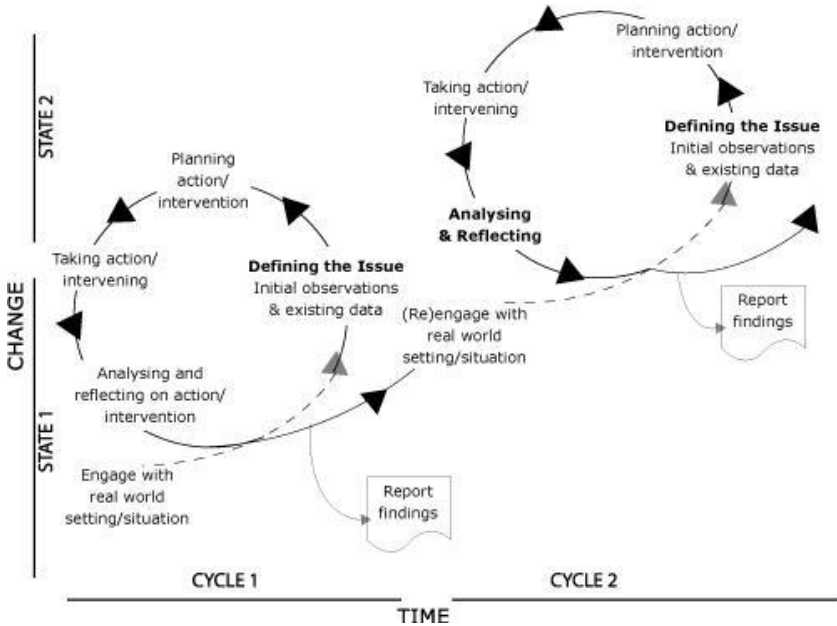 Planning action/
intervention
Taking action/
intervening
Defining the Issue
Initial observations
& existing data
Analysing
& Reflecting
(Re)engage with
real world
setting/situation
Report
findings
STATE 2
Planning
action/
intervention
Taking action/
intervening
Defining the Issue
Initial observations
& existing data
Analysing and
reflecting on action/
intervention
Engage with
real world
setting/situation
Report
findings
CHANGE
STATE 1
CYCLE 1
CYCLE 2
TIME